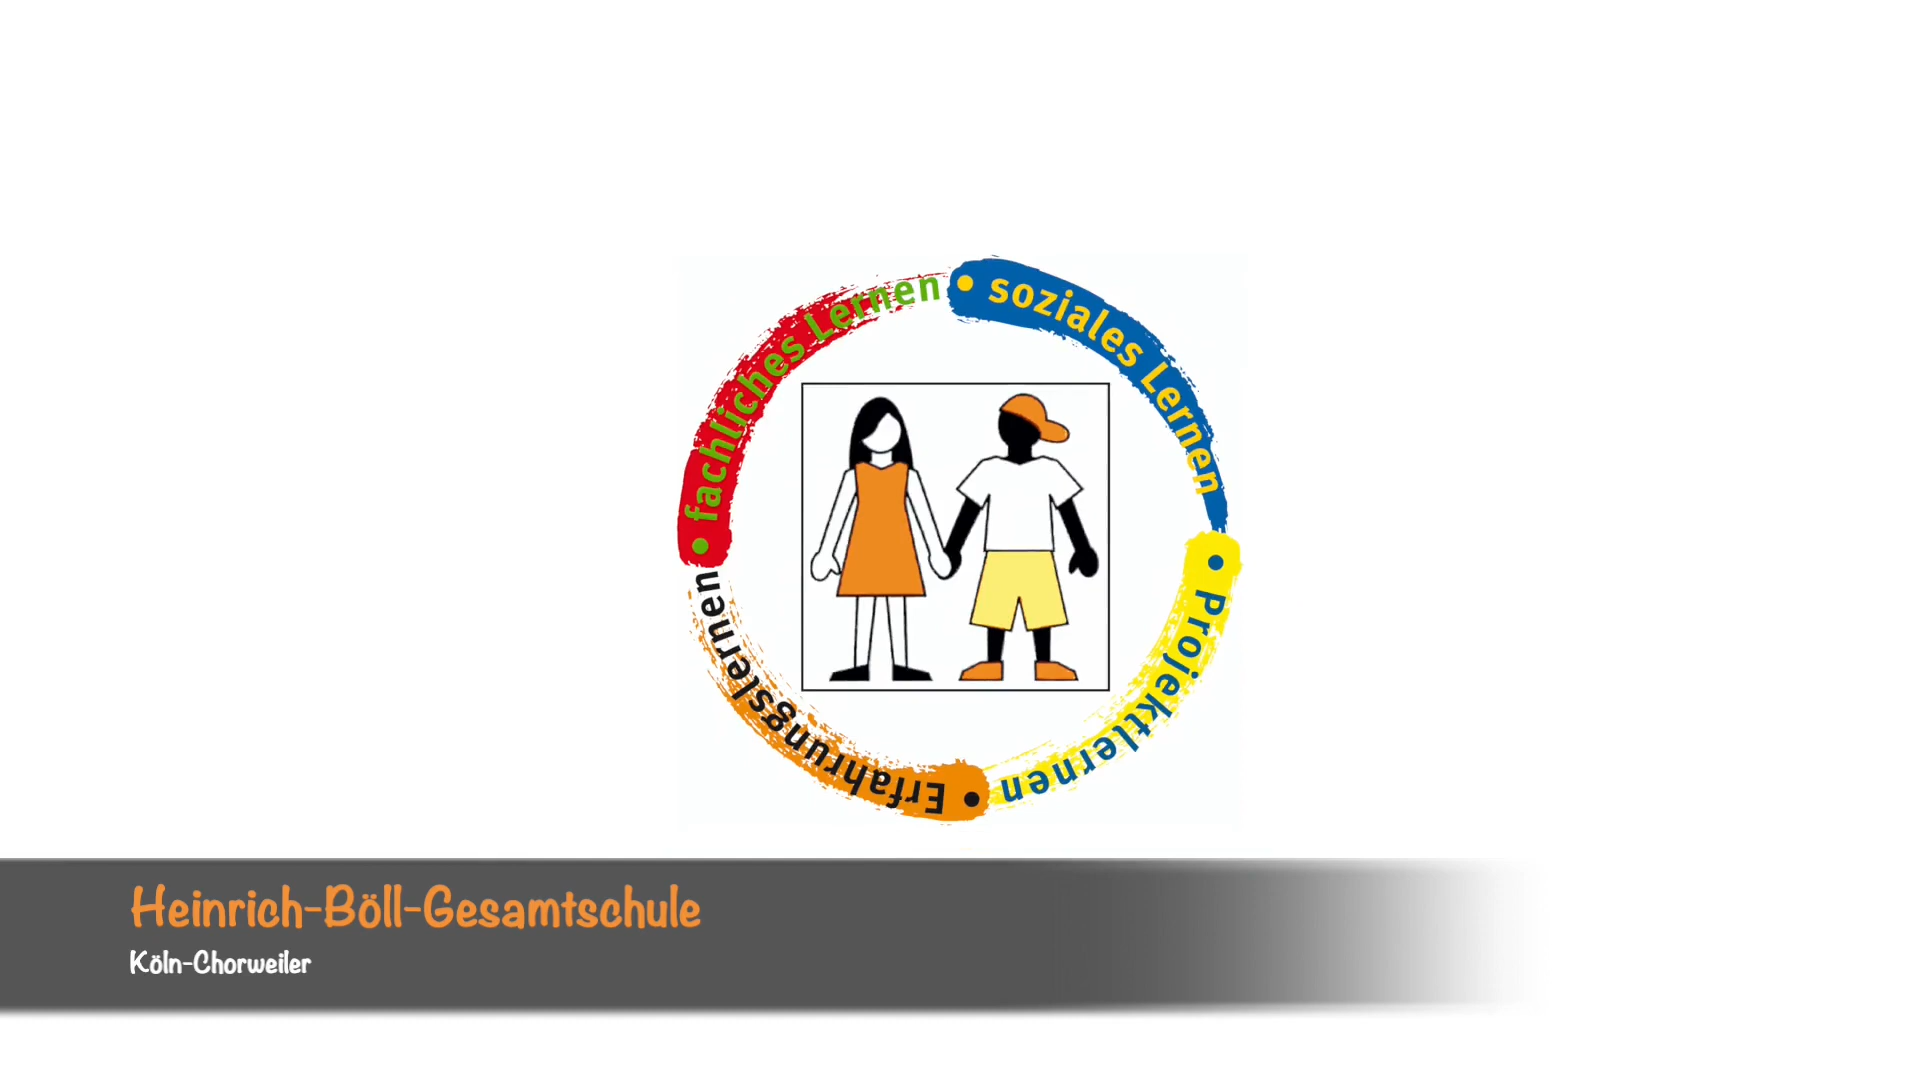 fachliches Lernen
soziales Lernen
Projektlernen
Erfahrungslernen
Heinrich-Böll-Gesamtschule
Köln-Chorweiler